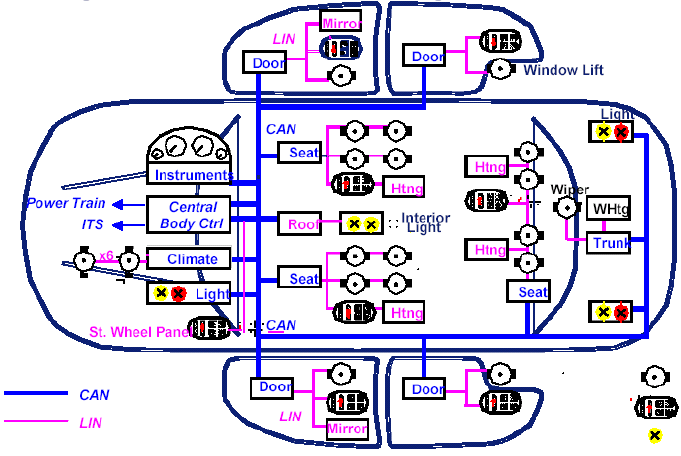 Mirror
LIN
Door
Door
Window Lift
CAN
Light
Seat
Instruments
Htng
Htng
Power Train
Central
Body Ctrl
ITS
Roof
Interior
Light
Wiper
WHtg
Trunk
x6
Climate
Htng
Seat
Light
Htng
Seat
St. Wheel Panel
CAN
Door
Door
CAN
LIN
LIN
Mirror